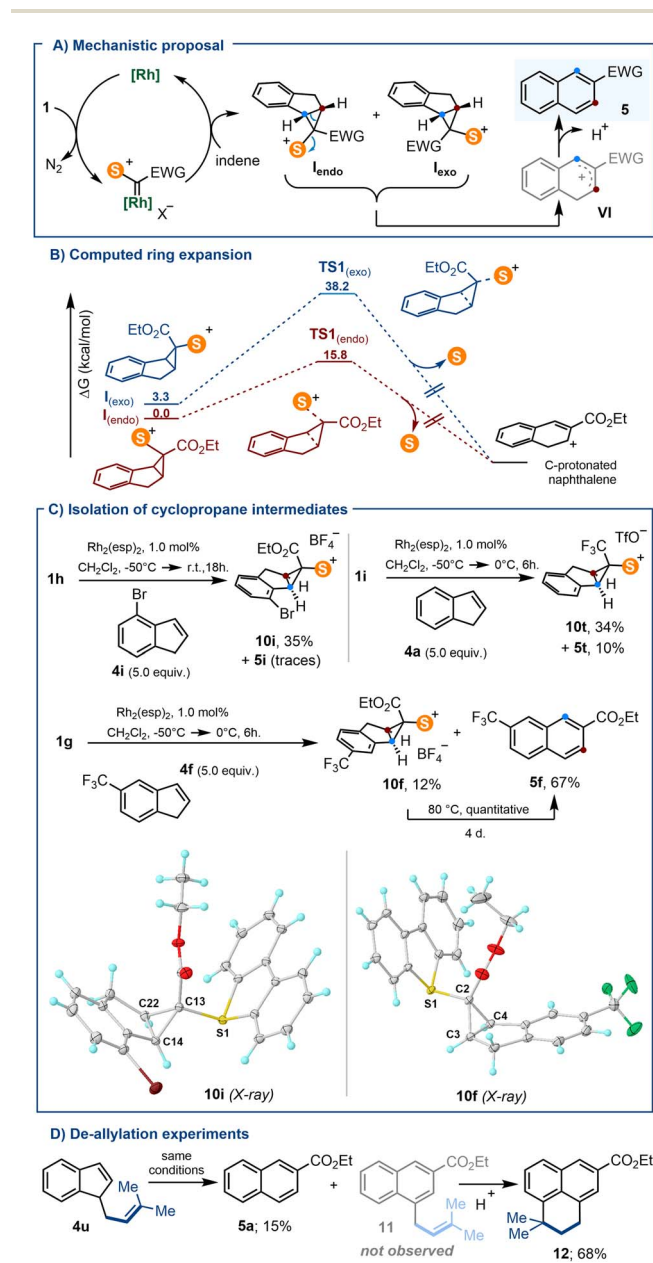 A) Mechanistic proposal
[Rh]
1
N2
S+
EWG
[Rh]
X−
indene
H
H
S+
EWG
Iendo
+
H
H
EWG
S+
Iexo
EWG
5
H+
EWG
+
VI
B) Computed ring expansion
ΔG (kcal/mol)
TS1(exo)
38.2
EtO2C
S+
EtO2C
S+
TS1(endo)
15.8
S
I(exo) 3.3
I(endo) 0.0
S+
CO2Et
S+
CO2Et
S
CO2Et
+
C-protonated
naphthalene
C) Isolation of cyclopropane intermediates
1h
Rh2(esp)2, 1.0 mol%
CH2Cl2, -50°C → r.t.,18h.
Br
4i (5.0 equiv.)
EtO2C
BF4−
S+
H
Br
H
10i, 35%
+ 5i (traces)
1i
Rh2(esp)2, 1.0 mol%
CH2Cl2, -50°C → 0°C, 6h.
4a (5.0 equiv.)
TfO−
F3C
S+
H
H
10t, 34%
+ 5t, 10%
1g
Rh2(esp)2, 1.0 mol%
CH2Cl2, -50°C → 0°C, 6h.
4f (5.0 equiv.)
F3C
EtO2C
S+
H
BF4−
F3C
H
10f, 12%
+
F3C
CO2Et
5f, 67%
80 °C, quantitative
4 d.
C22
C13
C14
S1
10i (X-ray)
S1
C2
C4
C3
10f (X-ray)
D) De-allylation experiments
Me
Me
4u
same
conditions
CO2Et
5a; 15%
+
CO2Et
11
Me
Me
not observed
H+
CO2Et
Me
Me
12; 68%